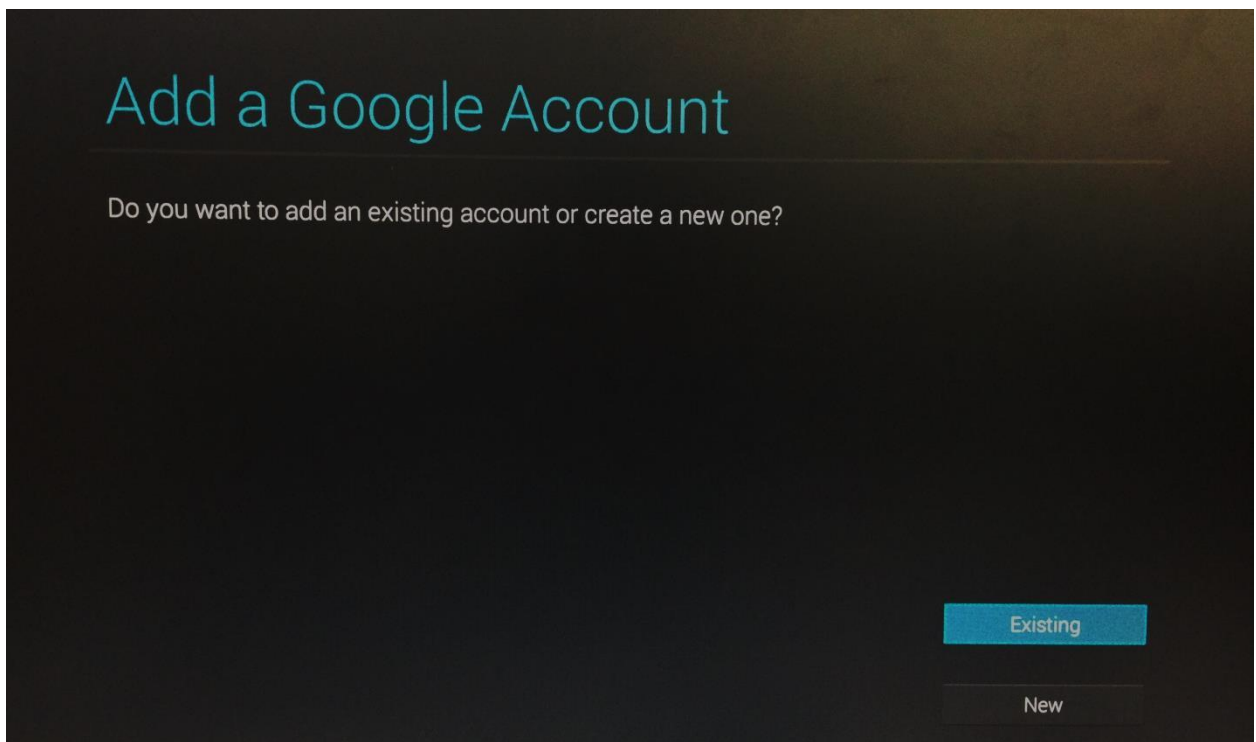 Add a Google Account
Do you want to add an existing account or create a new one?
Existing
New